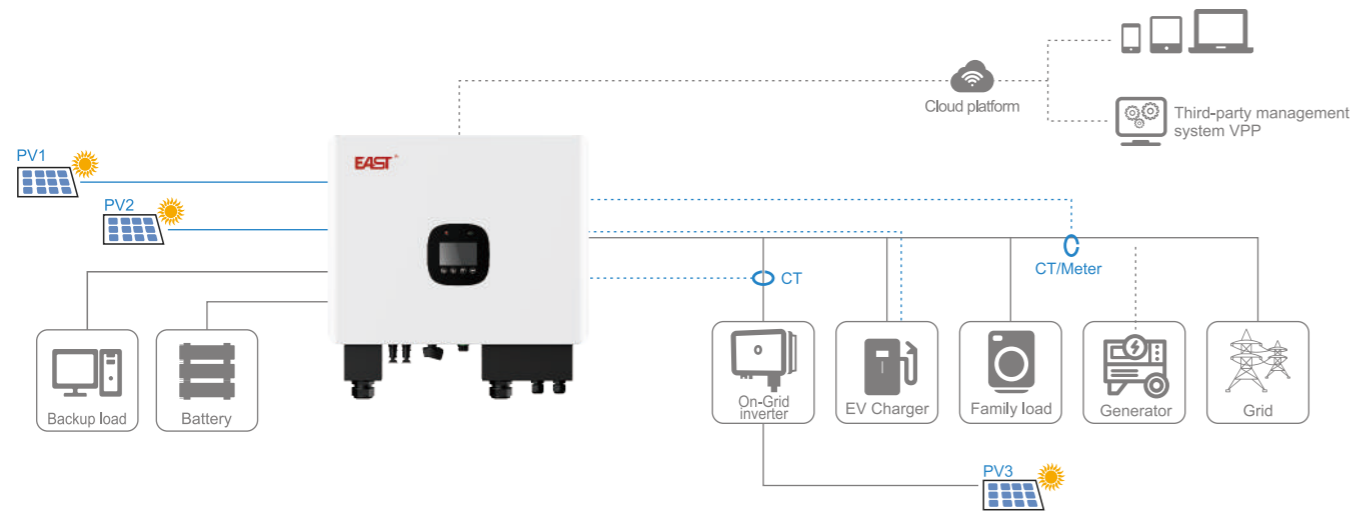 Cloud platform
Third-party management
system VPP
PV1
EAST
PV2
CT/Meter
CT
Backup load
Battery
On-Grid
inverter
EV Charger
Family load
Generator
Grid
PV3